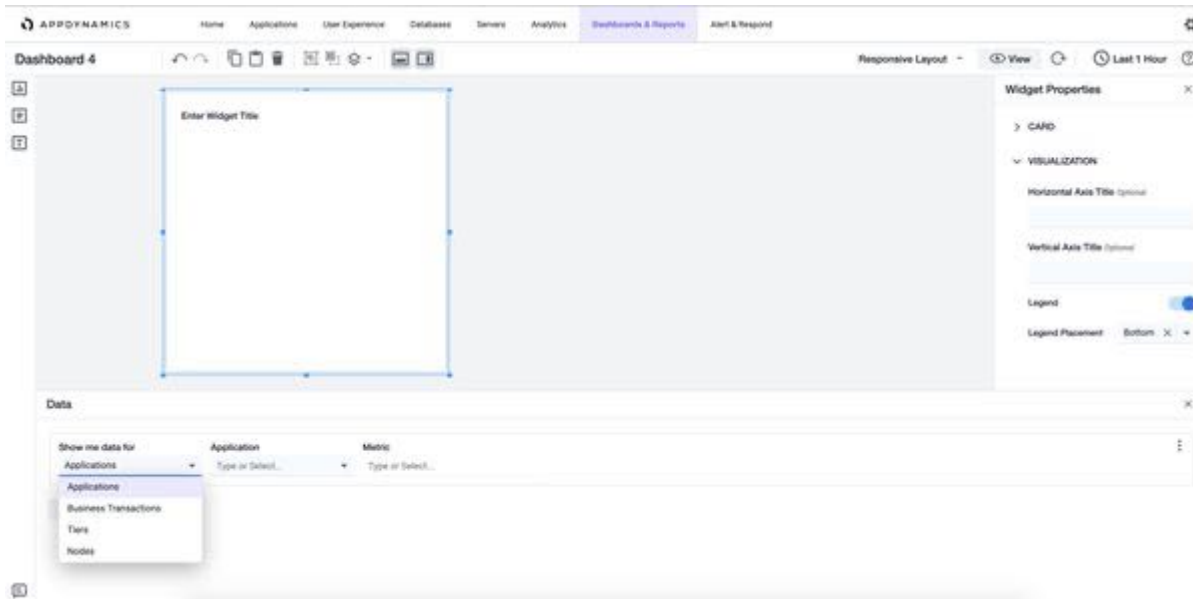 APPDYNAMICS
Home Applications User Experience Databases Servers Analytics Dashboards & Reports Alert & Respond
Dashboard 4
Responsive Layout
View
Last 1 Hour
Enter Widget Title
Widget Properties
CARD
VISUALIZATION
Horizontal Axis Title Optional
Vertical Axis Title Optional
Legend
Legend Placement Bottom
Data
Show me data for Application Metric
Applications Type or Select... Type or Select...
Applications
Business Transactions
Tiers
Nodes